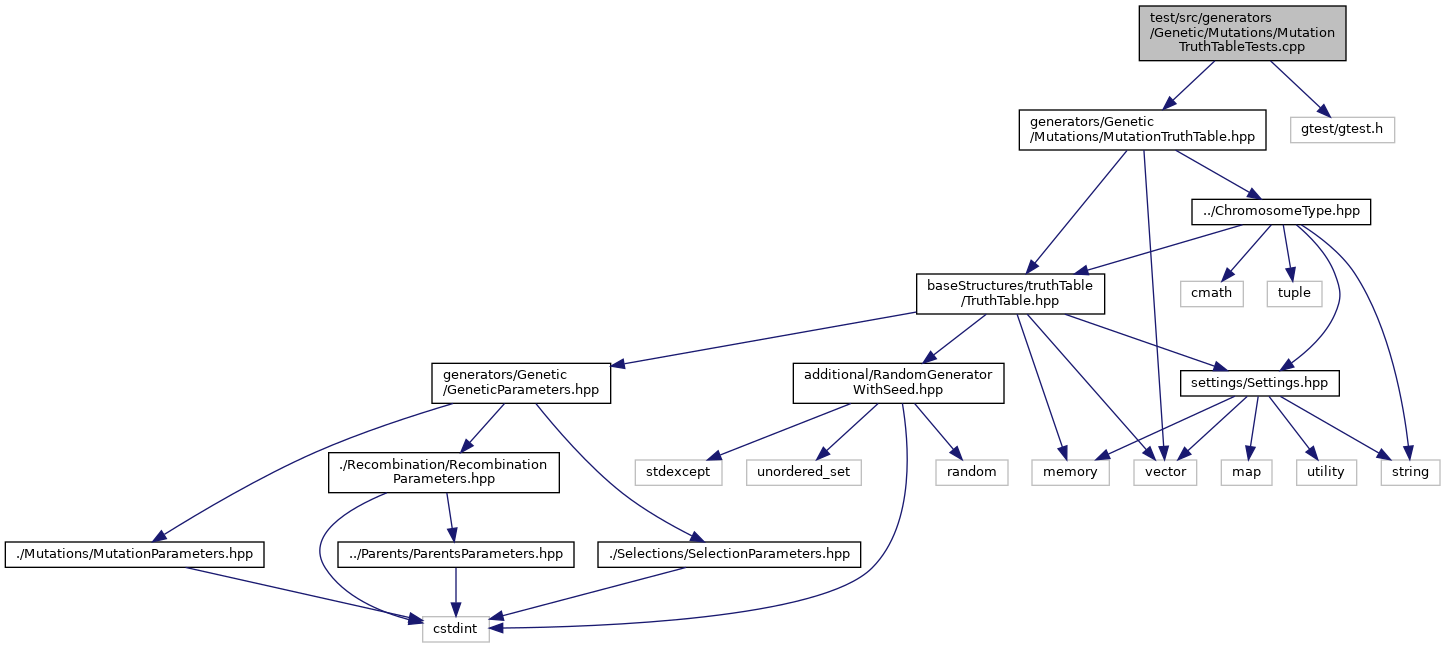 test/src/generators
/Genetic/Mutations/Mutation
TruthTableTests.cpp
generators/Genetic
/Mutations/MutationTruthTable.hpp
gtest/gtest.h
../ChromosomeType.hpp
baseStructures/truthTable
/TruthTable.hpp
cmath
tuple
generators/Genetic
/GeneticParameters.hpp
additional/RandomGenerator
WithSeed.hpp
settings/Settings.hpp
./Recombination/Recombination
Parameters.hpp
stdexcept
unordered_set
random
memory
vector
map
utility
string
./Mutations/MutationParameters.hpp
../Parents/ParentsParameters.hpp
./Selections/SelectionParameters.hpp
cstdint